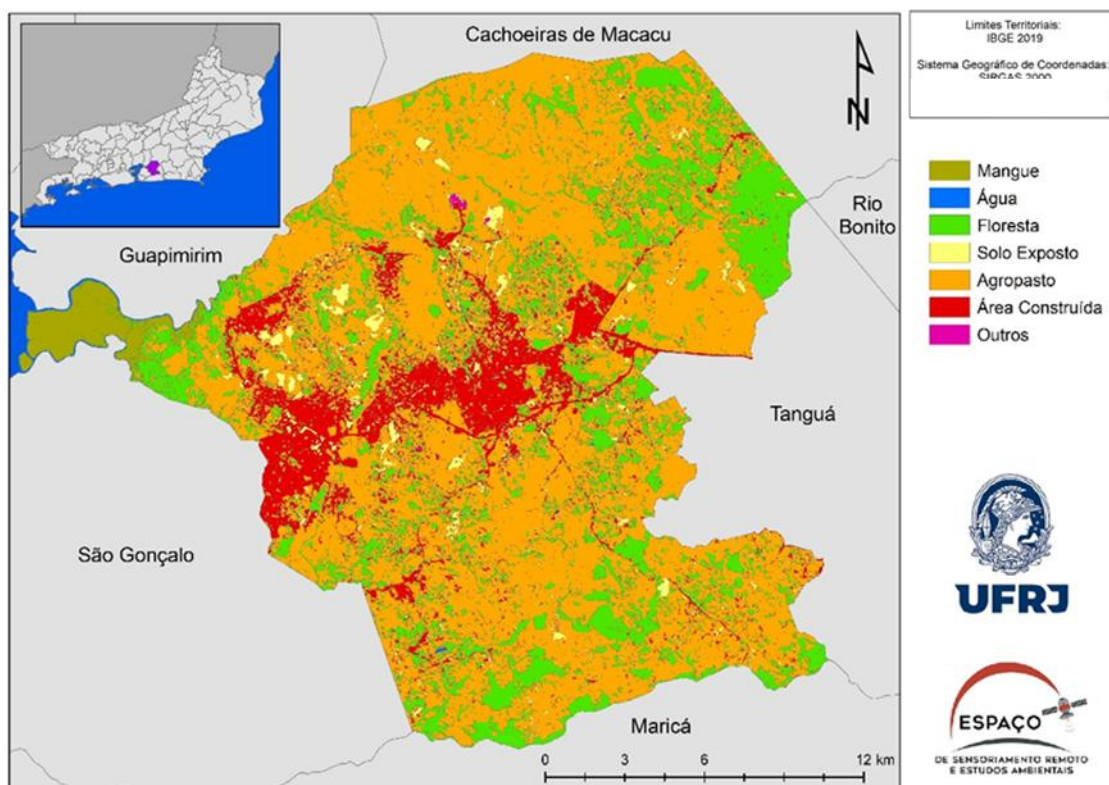 Cachoeiras de Macacu
Limites Territoriais:
IBGE 2019
Sistema Geográfico de Coordenadas:
SIRGAS 2000
N
Mangue
Água
Floresta
Solo Exposto
Agropasto
Área Construída
Outros
Rio
Bonito
Guapimirim
Tanguá
São Gonçalo
Maricá
0 3 6 12 km
UFRJ
ESPAÇO
DE SENSORIAMENTO REMOTO
E ESTUDOS AMBIENTAIS